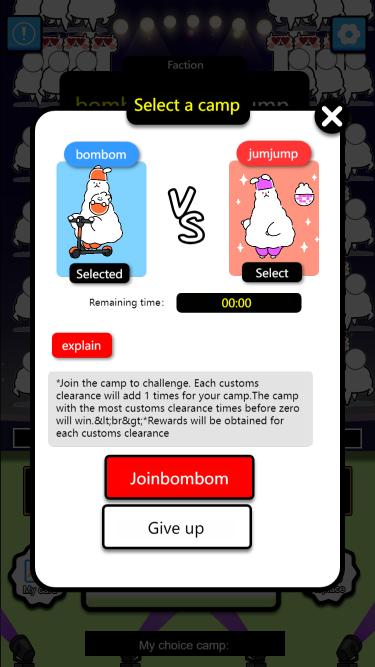 Faction
Select a camp
bombom
jumjump
VS
Selected
Select
Remaining time:
00:00
explain
*Join the camp to challenge. Each customs
clearance will add 1 times for your camp.The camp
with the most customs clearance times before zero
will win.&lt;br&gt;*Rewards will be obtained for
each customs clearance
Joinbombom
Give up
My choice camp: